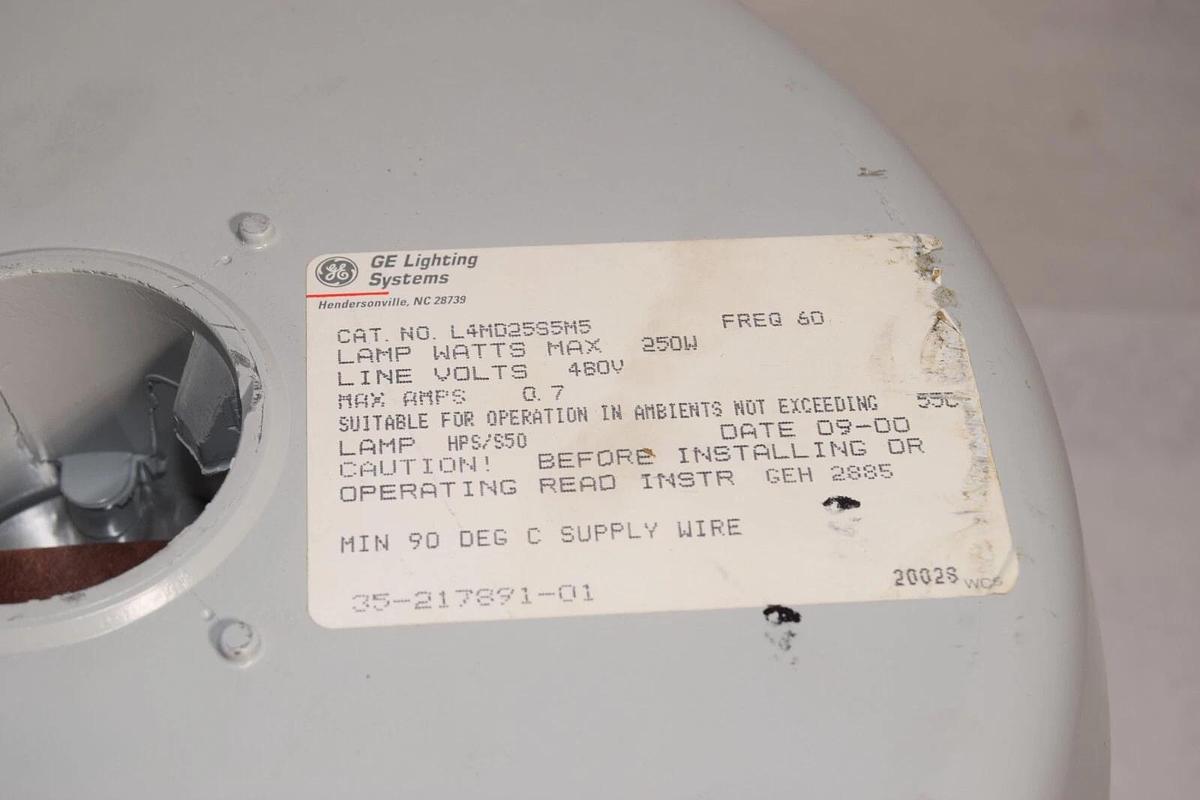 GE GE Lighting
Systems
Hendersonville, NC 28739
CAT. NO. L4MD25S5M5 FREQ 60
LAMP WATTS MAX 250W
LINE VOLTS 480V
MAX AMPS 0.7
SUITABLE FOR OPERATION IN AMBIENTS NOT EXCEEDING 55C
LAMP HPS/S50 DATE 09-00
CAUTION! BEFORE INSTALLING OR
OPERATING READ INSTR GEH 2885
MIN 90 DEG C SUPPLY WIRE
35-217891-01 2002S WCS